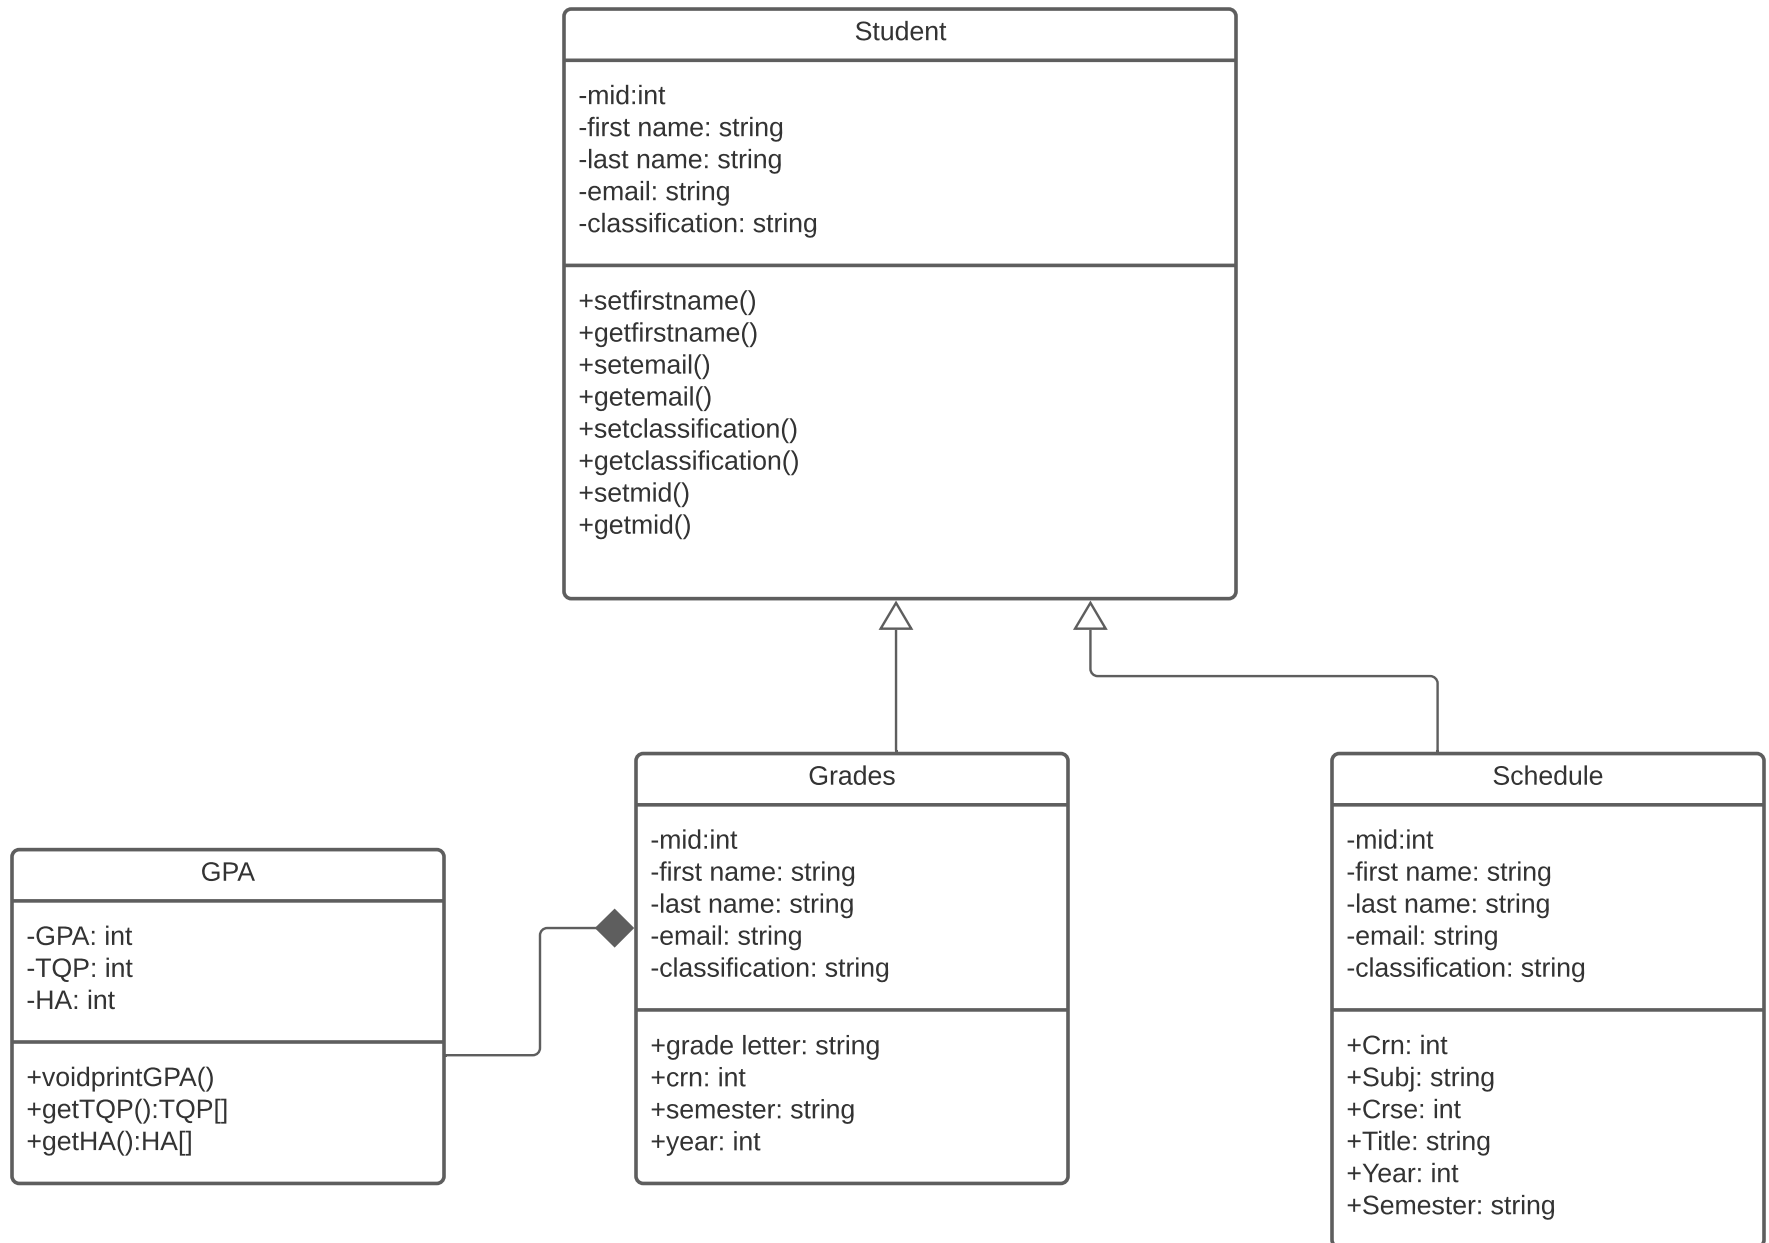 Student
-mid:int
-first name: string
-last name: string
-email: string
-classification: string
+setfirstname()
+getfirstname()
+setemail()
+getemail()
+setclassification()
+getclassification()
+setmid()
+getmid()
GPA
-GPA: int
-TQP: int
-HA: int
+voidprintGPA()
+getTQP():TQP[]
+getHA():HA[]
Grades
-mid:int
-first name: string
-last name: string
-email: string
-classification: string
+grade letter: string
+crn: int
+semester: string
+year: int
Schedule
-mid:int
-first name: string
-last name: string
-email: string
-classification: string
+Crn: int
+Subj: string
+Crse: int
+Title: string
+Year: int
+Semester: string